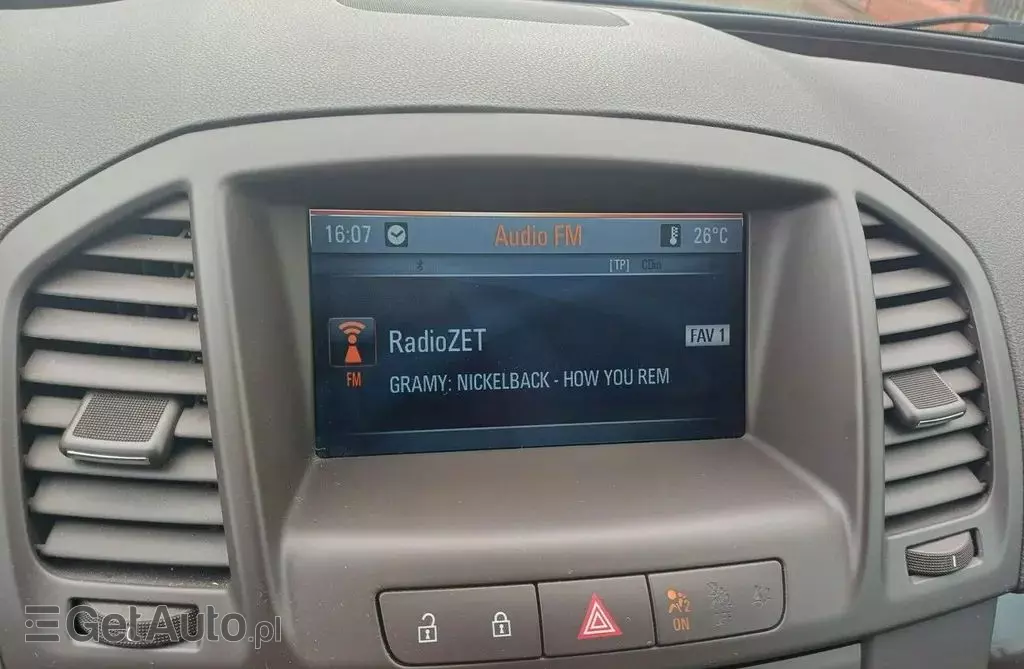 16:07 Audio FM 26°C
[TP]
RadioZET FAV 1
FM GRAMY: NICKELBACK - HOW YOU REM
2
ON
GetAuto.pl